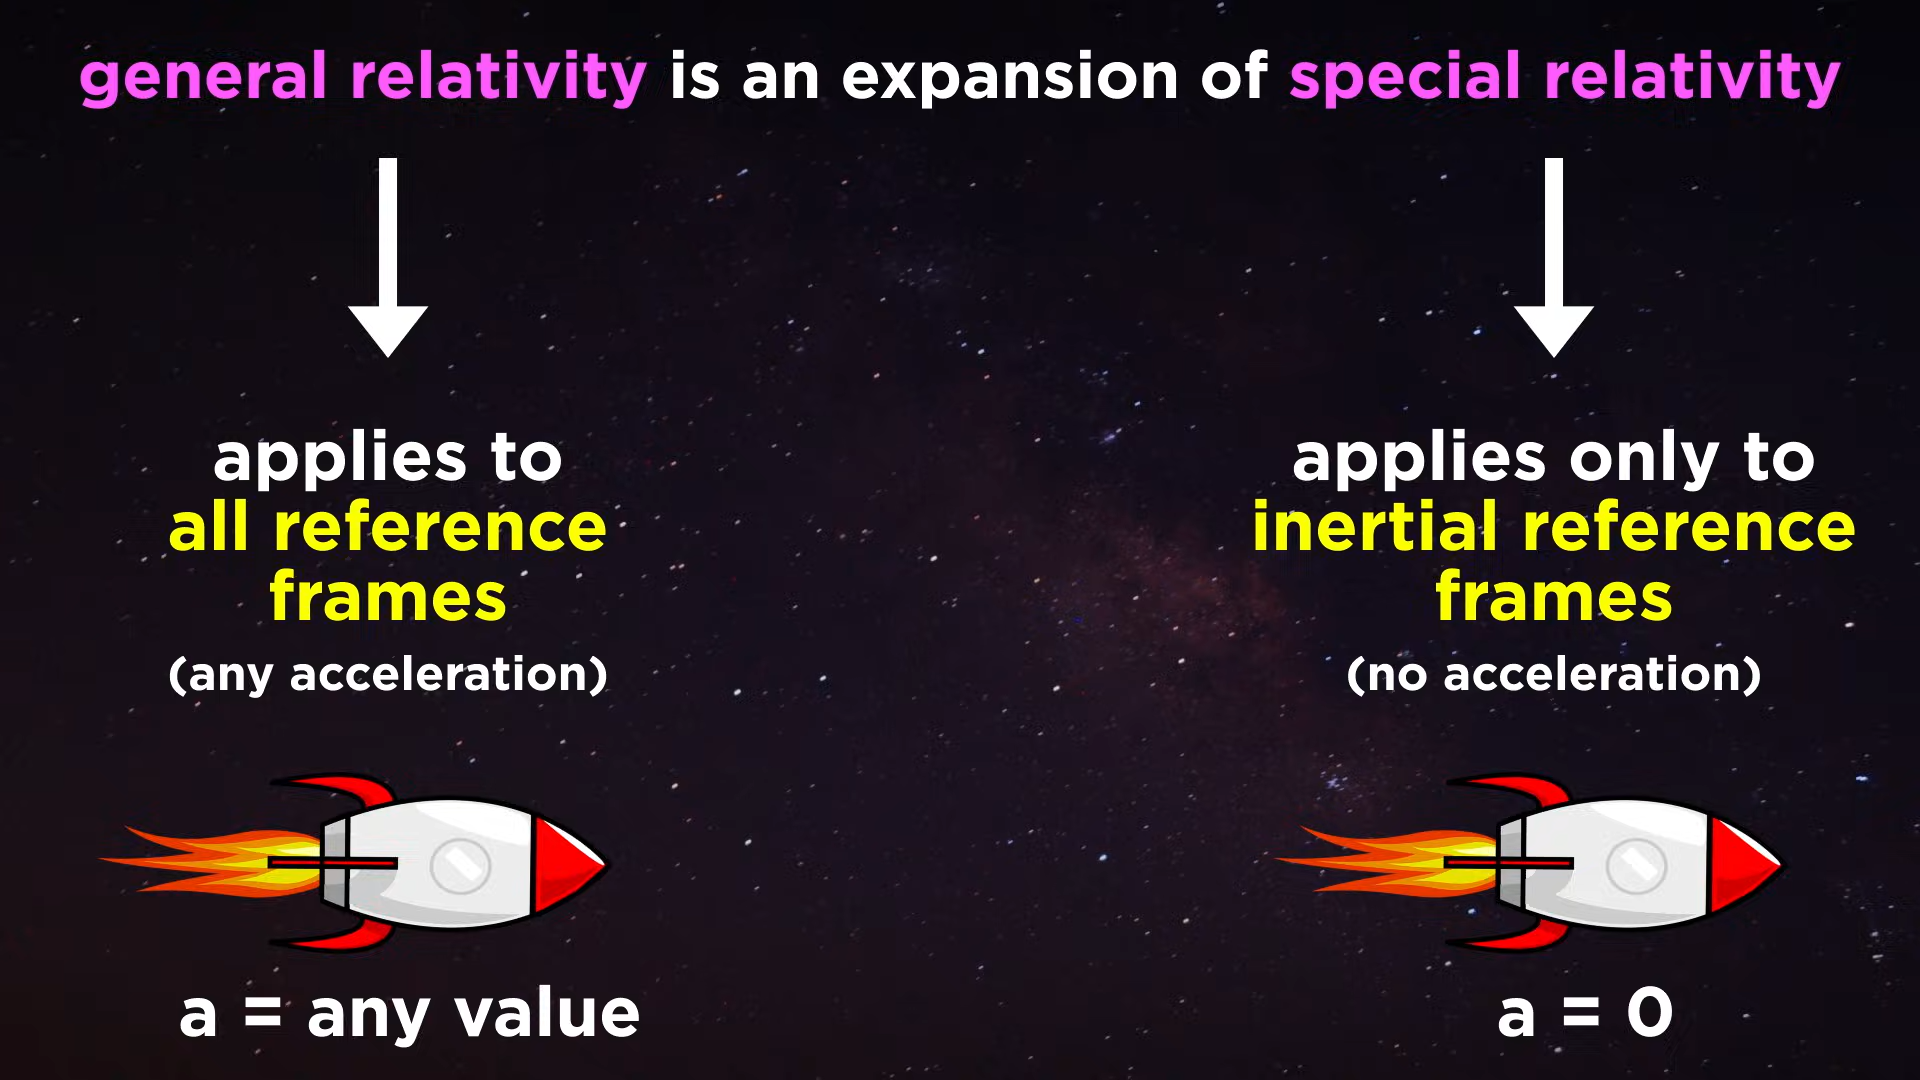 general relativity is an expansion of special relativity
applies to
all reference
frames
(any acceleration)
a = any value
applies only to
inertial reference
frames
(no acceleration)
a = 0